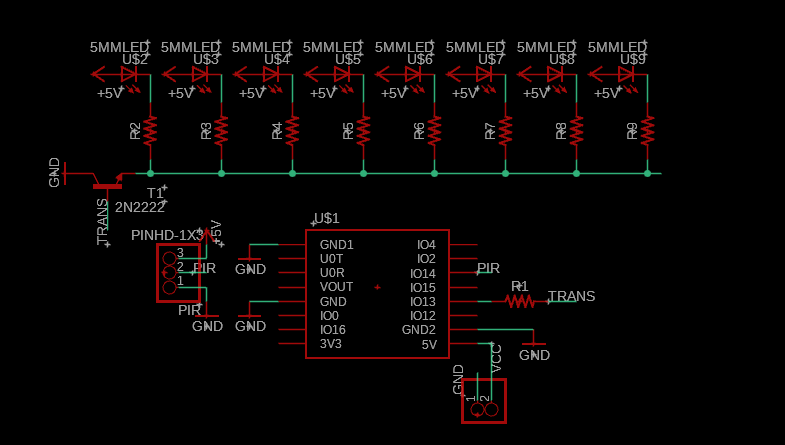 5MMLED 5MMLED 5MMLED 5MMLED 5MMLED 5MMLED 5MMLED 5MMLED
U$2 U$3 U$4 U$5 U$6 U$7 U$8 U$9
+5V +5V +5V +5V +5V +5V +5V +5V
R2 R3 R4 R5 R6 R7 R8 R9
GND
T1
2N2222
TRANS
PINHD-1X3
+5V
3
2
1
PIR
PIR
GND
U$1
GND
GND
GND1
U0T
U0R
VOUT
GND
IO0
IO16
3V3
IO4
IO2
IO14
IO15
IO13
IO12
GND2
5V
PIR
R1
TRANS
GND
VCC
GND
1
2